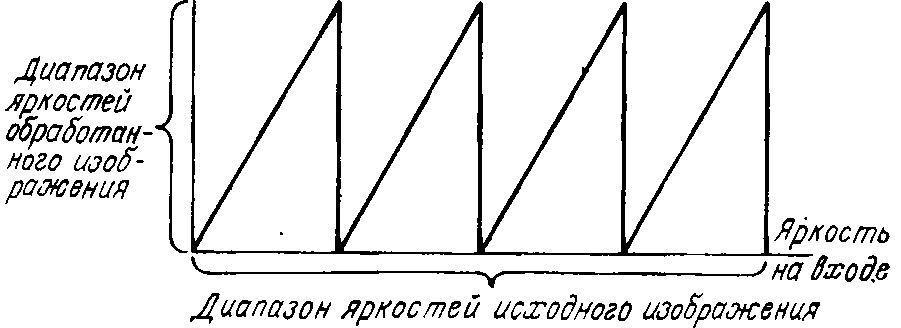 Диапазон
яркостей
обработан-
ного изоб-
ражения
Яркость
на входе
Диапазон яркостей исходного изображения